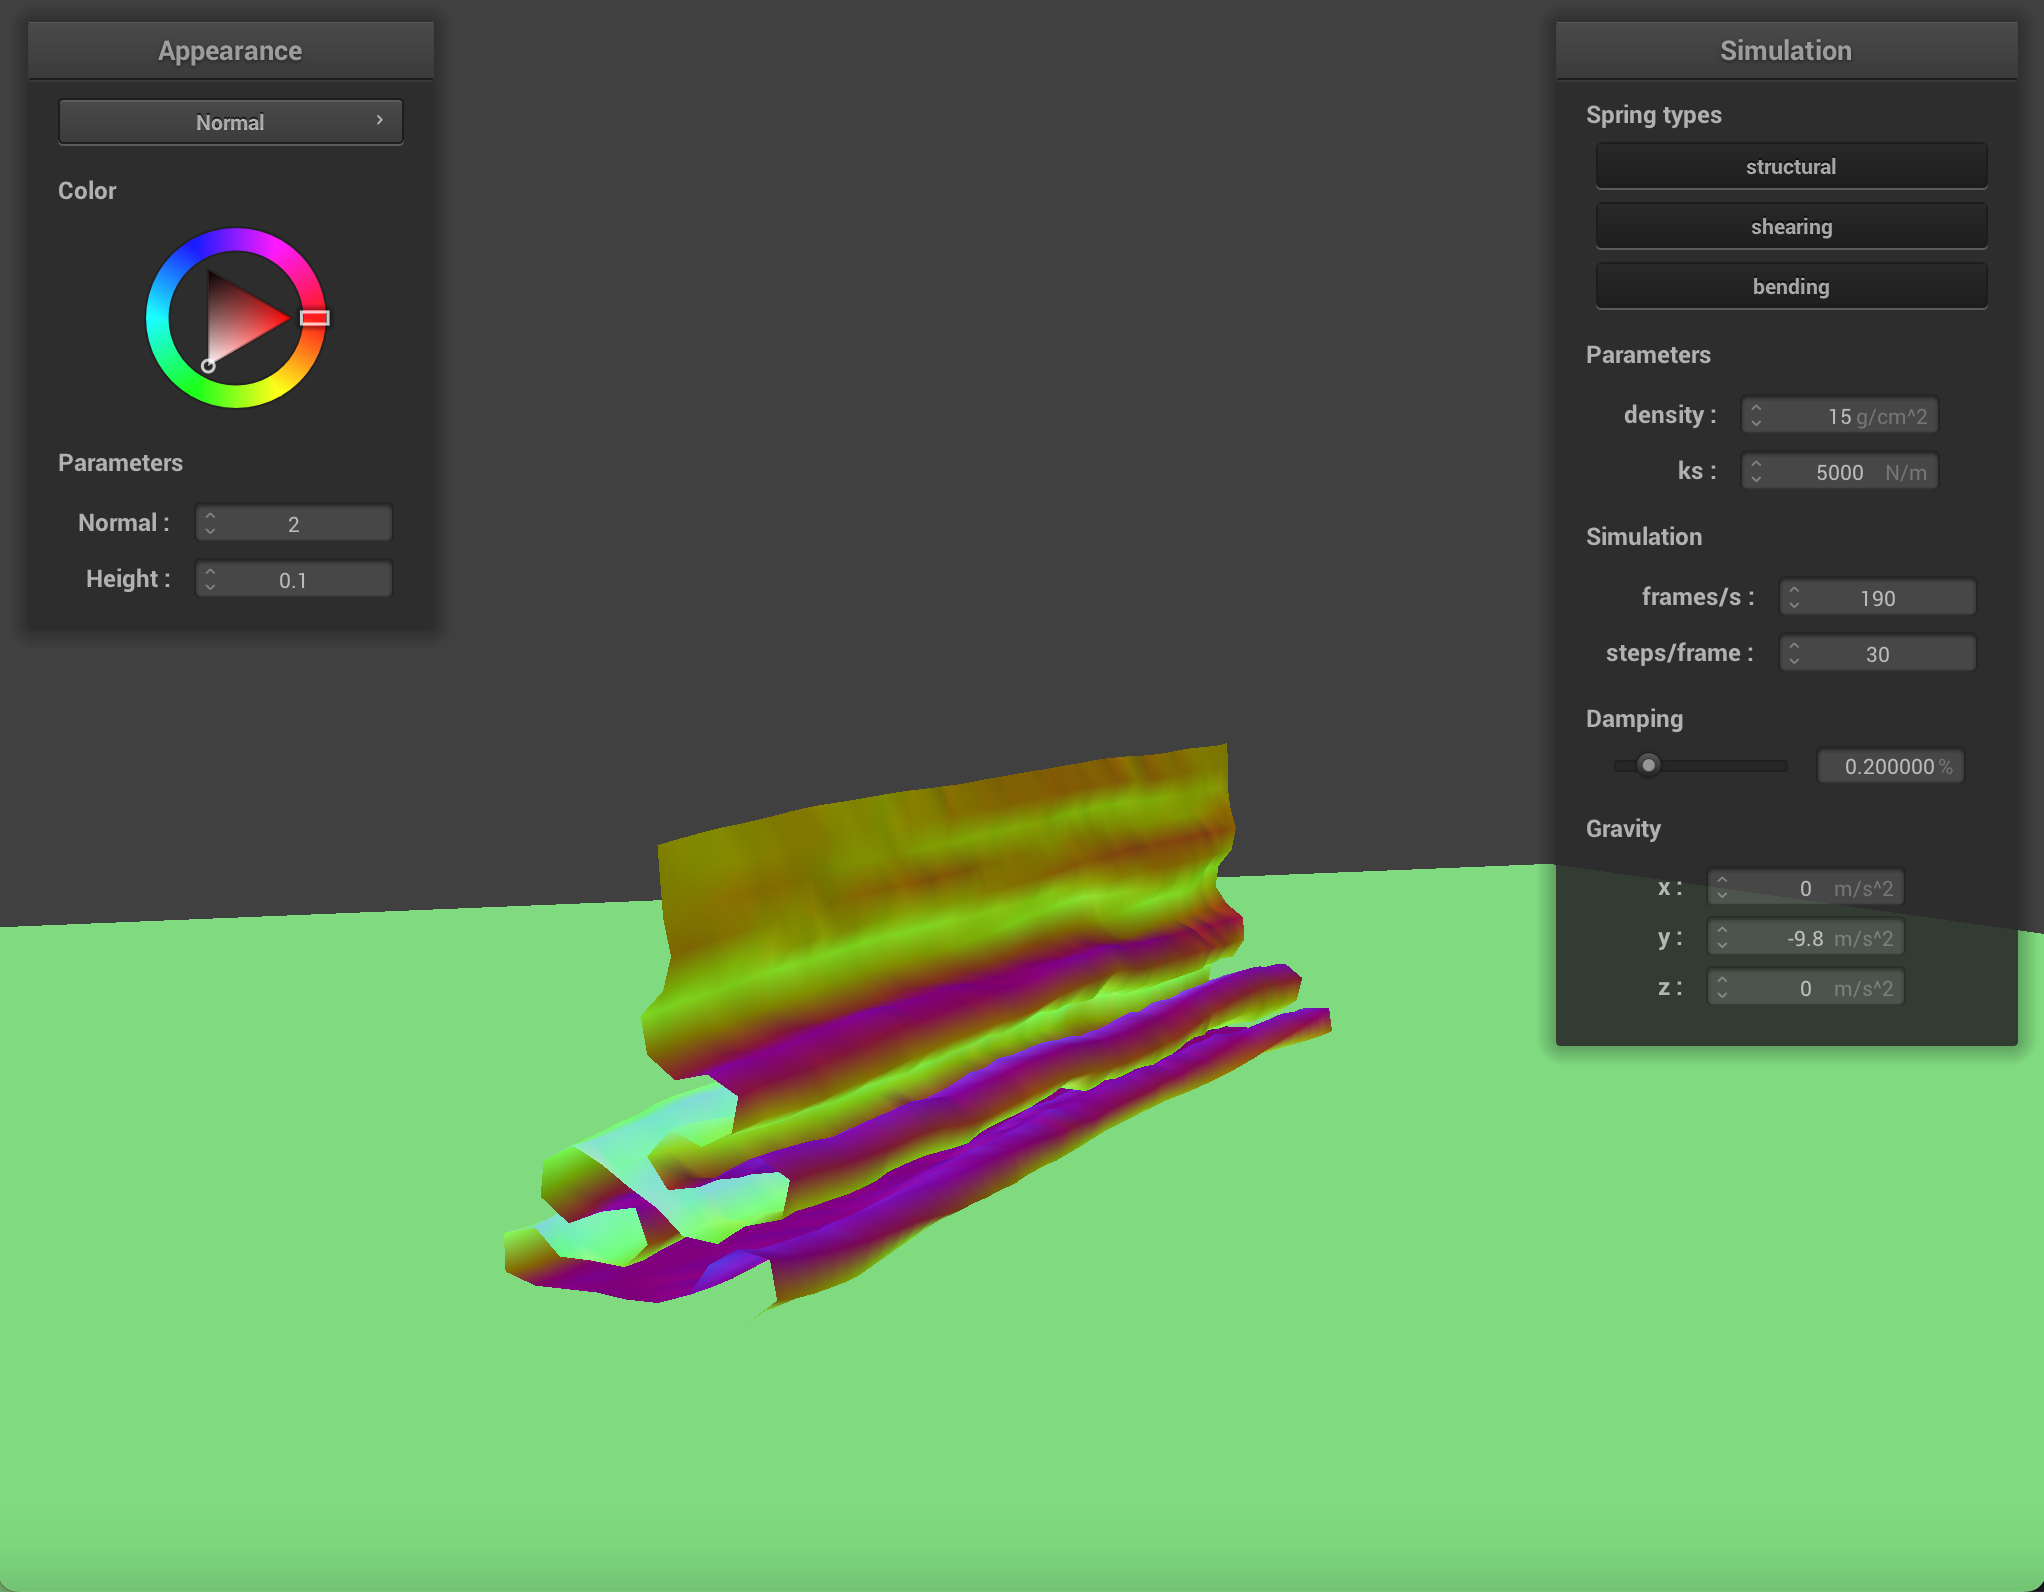 Appearance
Normal
Color
Parameters
Normal : 2
Height : 0.1
Simulation
Spring types
structural
shearing
bending
Parameters
density : 15 g/cm^2
ks : 5000 N/m
Simulation
frames/s : 190
steps/frame : 30
Damping
0.200000 %
Gravity
x : 0 m/s^2
y : -9.8 m/s^2
z : 0 m/s^2